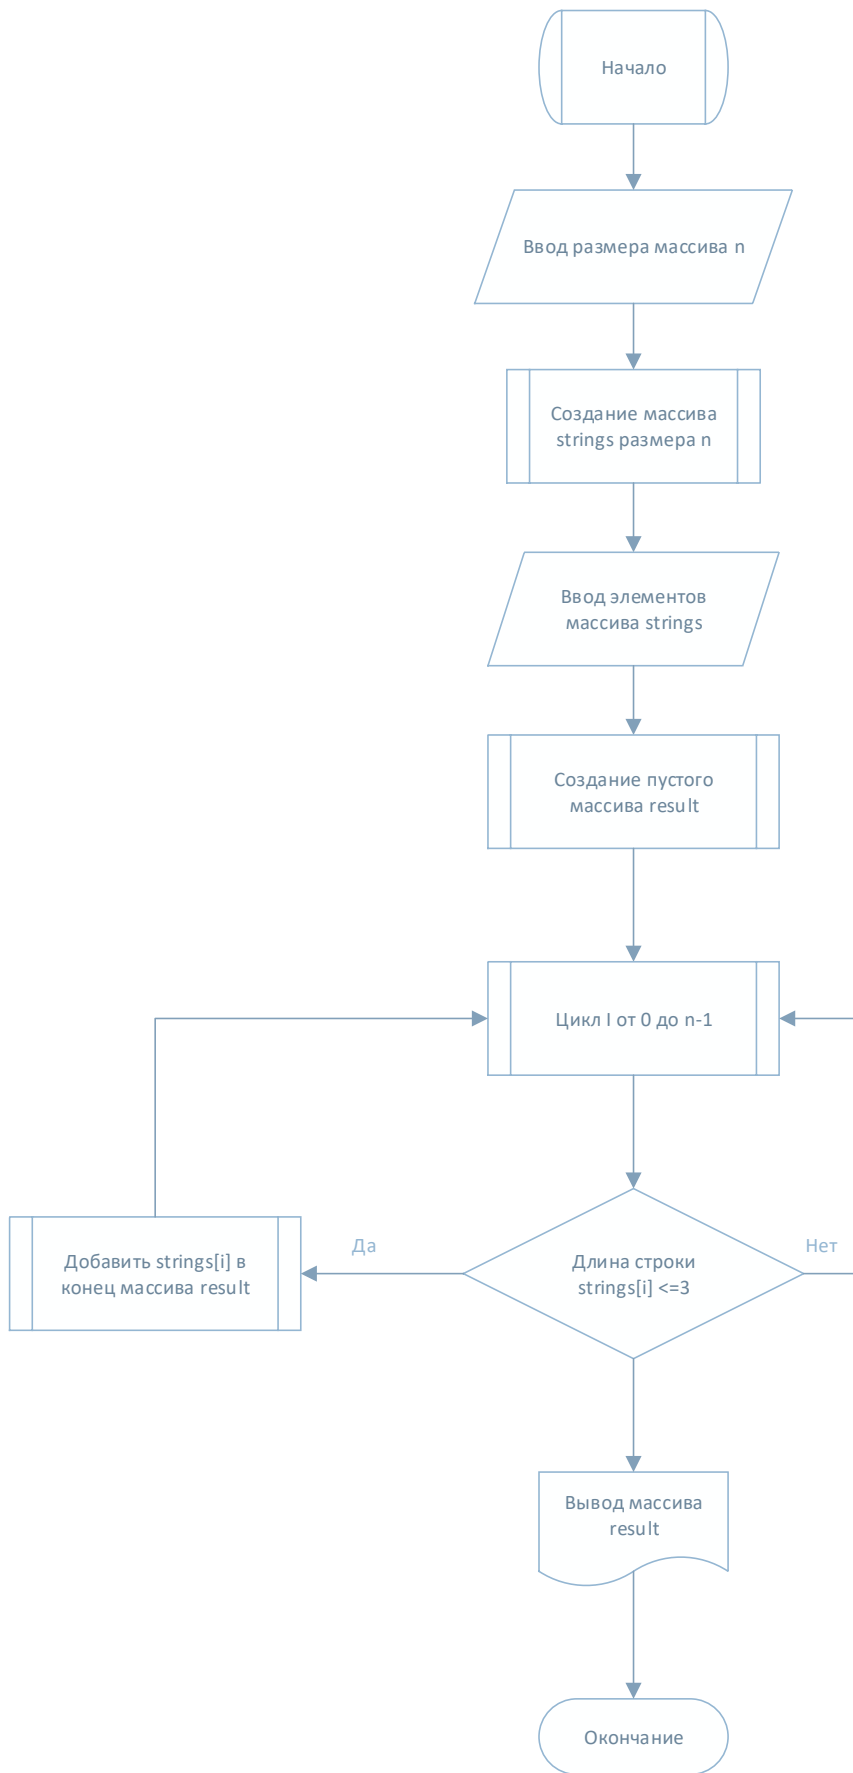 Начало
Ввод размера массива n
Создание массива
strings размера n
Ввод элементов
массива strings
Создание пустого
массива result
Цикл I от 0 до n-1
Да
Нет
Добавить strings[i] в
конец массива result
Длина строки
strings[i] <=3
Вывод массива
result
Окончание